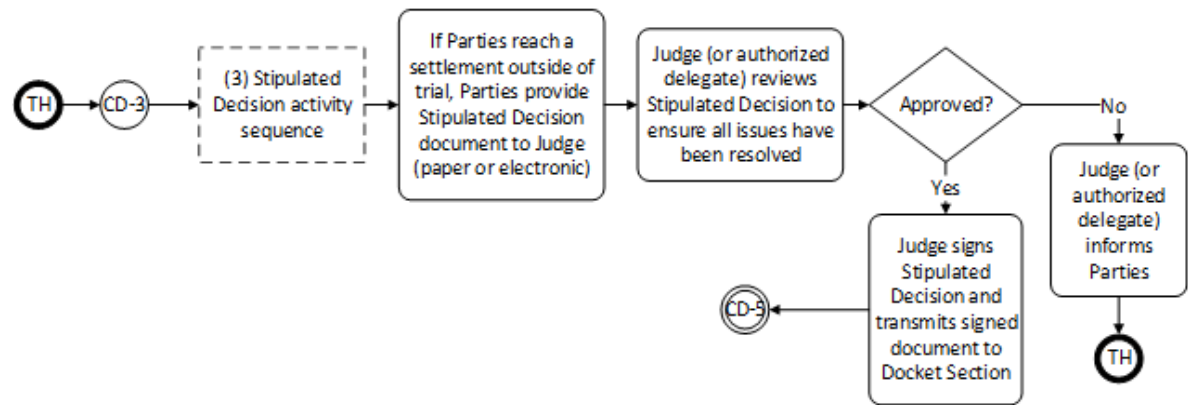 TH
CD-3
(3) Stipulated
Decision activity
sequence
If Parties reach a
settlement outside of
trial, Parties provide
Stipulated Decision
document to Judge
(paper or electronic)
Judge (or authorized
delegate) reviews
Stipulated Decision to
ensure all issues have
been resolved
Approved?
No
Judge (or
authorized
delegate)
informs
Parties
TH
Yes
Judge signs
Stipulated
Decision and
transmits signed
document to
Docket Section
CD-5